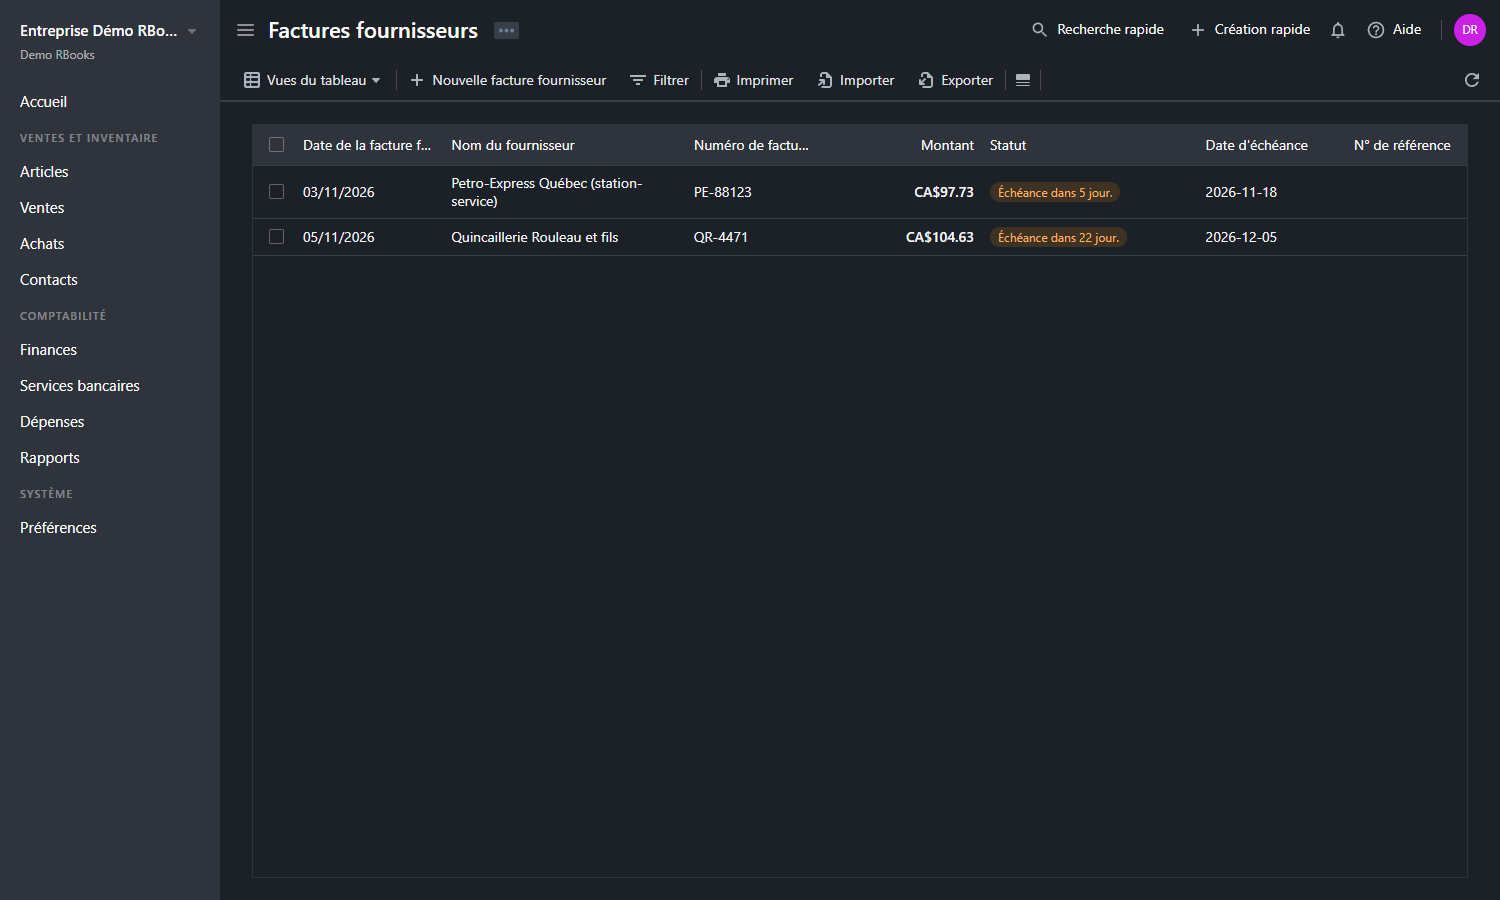 Entreprise Démo RBo...
Demo RBooks
Accueil
VENTES ET INVENTAIRE
Articles
Ventes
Achats
Contacts
COMPTABILITÉ
Finances
Services bancaires
Dépenses
Rapports
SYSTÈME
Préférences
Factures fournisseurs
Recherche rapide
Création rapide
Aide
DR
Vues du tableau
Nouvelle facture fournisseur
Filtrer
Imprimer
Importer
Exporter
Date de la facture f... Nom du fournisseur Numéro de factu... Montant Statut Date d'échéance N° de référence
03/11/2026 Petro-Express Québec (station-
service) PE-88123 CA$97.73 Échéance dans 5 jour. 2026-11-18
05/11/2026 Quincaillerie Rouleau et fils QR-4471 CA$104.63 Échéance dans 22 jour. 2026-12-05